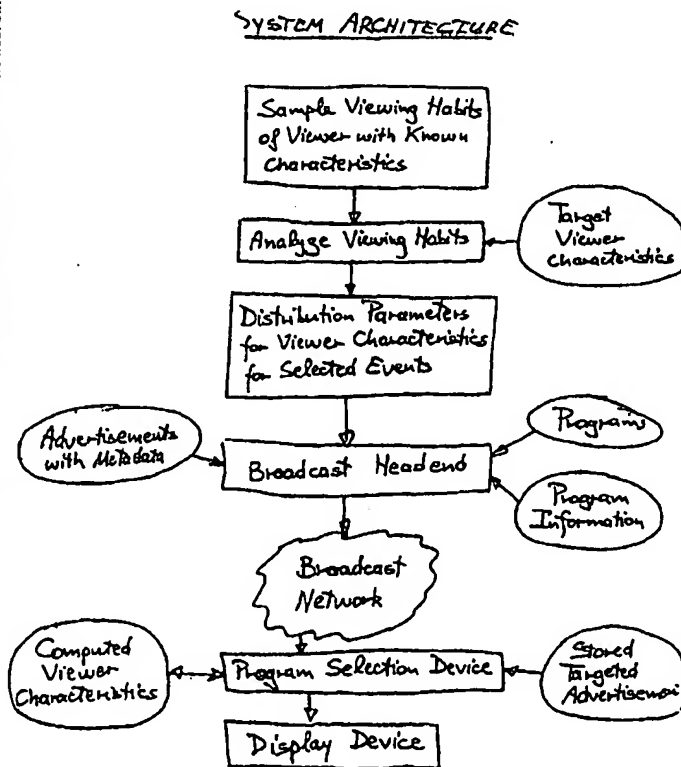 SYSTEM ARCHITECTURE
Sample Viewing Habits
of Viewer with Known
Characteristics
Analyze Viewing Habits
Target
Viewer
Characteristics
Distribution Parameters
for Viewer Characteristics
for Selected Events
Advertisements
with Metadata
Broadcast Headend
Programs
Program
Information
Broadcast
Network
Computed
Viewer
Characteristics
Program Selection Device
Stored
Targeted
Display Device